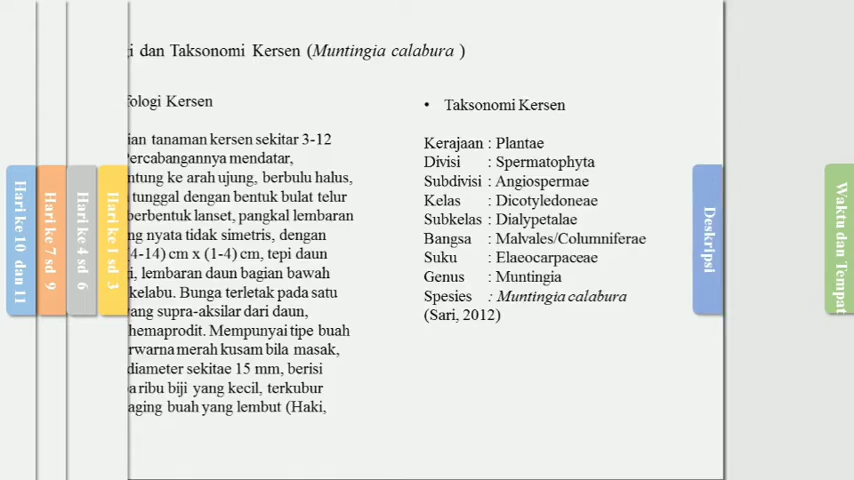 gi dan Taksonomi Kersen (Muntingia calabura )
fologi Kersen
ian tanaman kersen sekitar 3-12
Percabangannya mendatar,
ntung ke arah ujung, berbulu halus,
tunggal dengan bentuk bulat telur
berbentuk lanset, pangkal lembaran
ng nyata tidak simetris, dengan
(4-14) cm x (1-4) cm, tepi daun
i, lembaran daun bagian bawah
kelabu. Bunga terletak pada satu
yang supra-aksilar dari daun,
hemaprodit. Mempunyai tipe buah
rwarna merah kusam bila masak,
diameter sekitae 15 mm, berisi
a ribu biji yang kecil, terkubur
aging buah yang lembut (Haki,
• Taksonomi Kersen
Kerajaan : Plantae
Divisi : Spermatophyta
Subdivisi : Angiospermae
Kelas : Dicotyledoneae
Subkelas : Dialypetalae
Bangsa : Malvales/Columniferae
Suku : Elaeocarpaceae
Genus : Muntingia
Spesies : Muntingia calabura
(Sari, 2012)
Hari ke 10 dan 11
Hari ke 7 sd 9
Hari ke 4 sd 6
Hari ke 1 sd 3
Deskripsi
Waktu dan Tempat